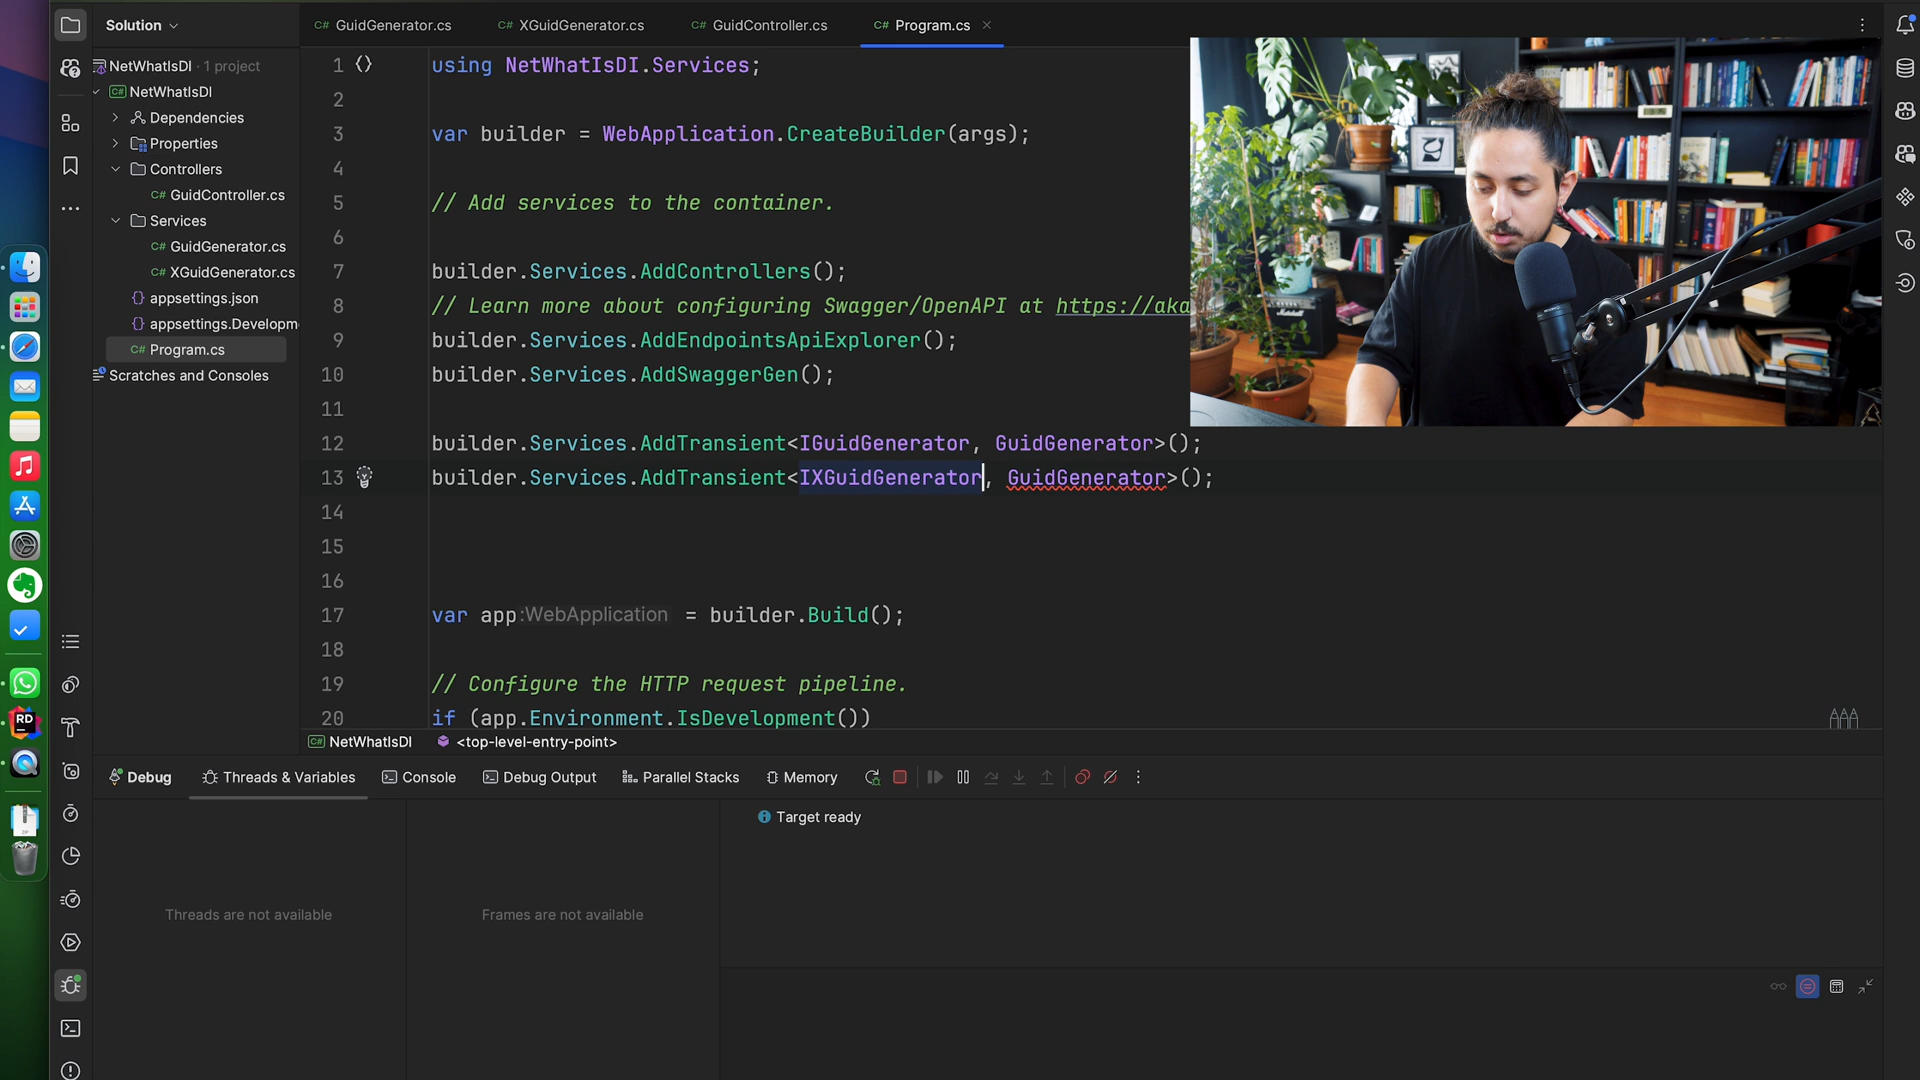 Solution
GuidGenerator.cs
XGuidGenerator.cs
GuidController.cs
Program.cs
NetWhatIsDI · 1 project
NetWhatIsDI
Dependencies
Properties
Controllers
C# GuidController.cs
Services
C# GuidGenerator.cs
C# XGuidGenerator.cs
{} appsettings.json
{} appsettings.Developm
C# Program.cs
Scratches and Consoles
1 using NetWhatIsDI.Services;
2
3 var builder = WebApplication.CreateBuilder(args);
4
5 // Add services to the container.
6
7 builder.Services.AddControllers();
8 // Learn more about configuring Swagger/OpenAPI at https://aka
9 builder.Services.AddEndpointsApiExplorer();
10 builder.Services.AddSwaggerGen();
11
12 builder.Services.AddTransient<IGuidGenerator, GuidGenerator>();
13 builder.Services.AddTransient<IXGuidGenerator, GuidGenerator>();
14
15
16
17 var app :WebApplication = builder.Build();
18
19 // Configure the HTTP request pipeline.
20 if (app.Environment.IsDevelopment())
C# NetWhatIsDI <top-level-entry-point>
Debug Threads & Variables Console Debug Output Parallel Stacks Memory
Target ready
Threads are not available
Frames are not available